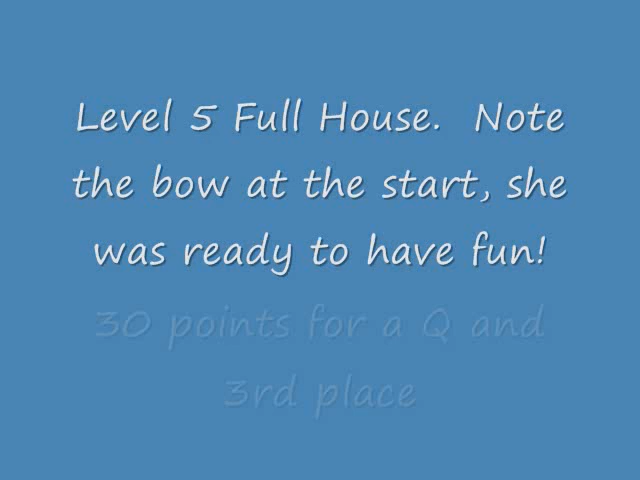 Level 5 Full House. Note
the bow at the start, she
was ready to have fun!
30 points for a Q and
3rd place